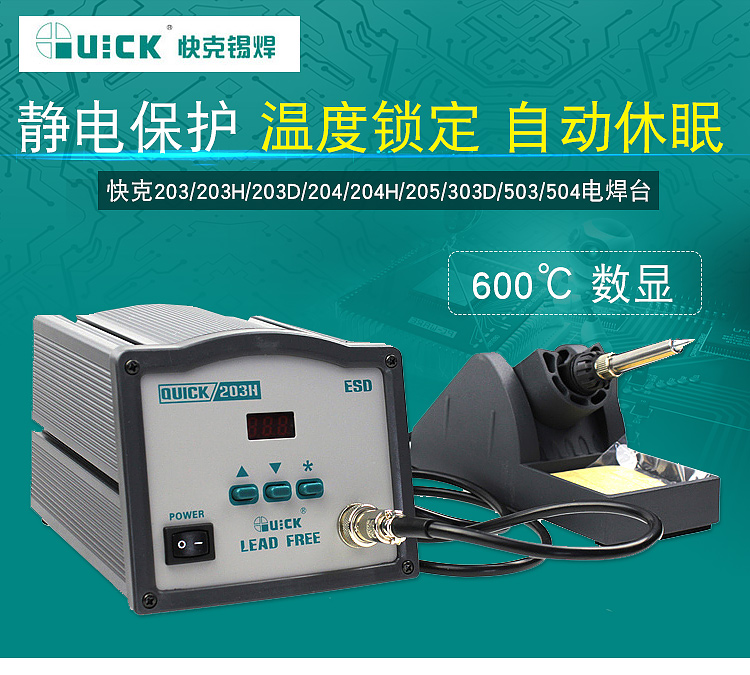 QUICK® 快克锡焊
静电保护 温度锁定 自动休眠
快克203/203H/203D/204/204H/205/303D/503/504电焊台
600℃ 数显
QUICK/203H ESD
POWER
QUICK®
LEAD FREE